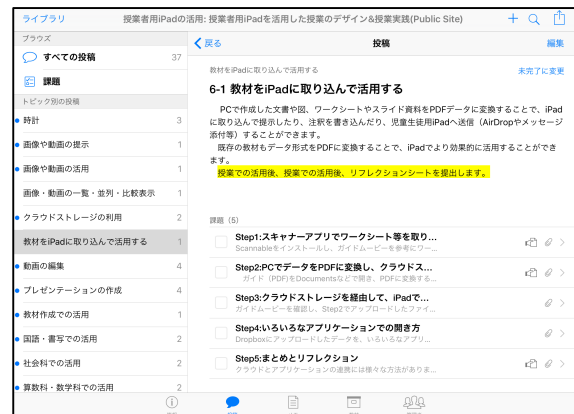 ライブラリ
授業者用iPadの活用: 授業者用iPadを活用した授業のデザイン&授業実践(Public Site)
ブラウズ
すべての投稿 37
課題
トピック別の投稿
時計 3
画像や動画の提示 1
画像や動画の活用 1
画像・動画の一覧・並列・比較表示 1
クラウドストレージの利用 2
教材をiPadに取り込んで活用する 1
動画の編集 4
プレゼンテーションの作成 4
教材作成での活用 1
国語・書写での活用 2
社会科での活用 2
算数科・数学科での活用 2
戻る
投稿
編集
教材をiPadに取り込んで活用する
未完了に変更
6-1 教材をiPadに取り込んで活用する
PCで作成した文書や図、ワークシートやスライド資料をPDFデータに変換することで、iPad
に取り込んで提示したり、注釈を書き込んだり、児童生徒用iPadへ送信（AirDropやメッセージ
添付等）することができます。
既存の教材もデータ形式をPDFに変換することで、iPadでより効果的に活用することができ
ます。
授業での活用後、授業での活用後、リフレクションシートを提出します。
課題（5）
Step1:スキャナーアプリでワークシート等を取り...
Scannableをインストールし、ガイドムービーを参考にワー...
Step2:PCでデータをPDFに変換し、クラウドス...
ガイド（PDF)をDocumentsなどで開き、PDFに変換する...
Step3:クラウドストレージを経由して、iPadで...
ガイドムービーを確認し、Step2でアップロードしたファイ...
Step4:いろいろなアプリケーションでの開き方
Dropboxにアップロードしたデータを、いろいろなアプリ...
Step5:まとめとリフレクション
クラウドとアプリケーションの連携には様々な方法がありま...